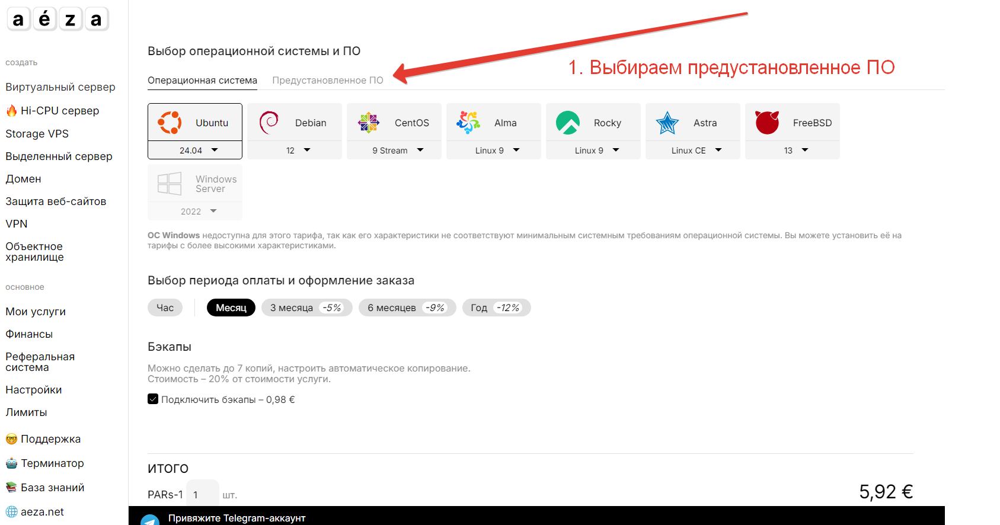 aéza
создать
Виртуальный сервер
Hi-CPU сервер
Storage VPS
Выделенный сервер
Домен
Защита веб-сайтов
VPN
Объектное
хранилище
основное
Мои услуги
Финансы
Реферальная
система
Настройки
Лимиты
Поддержка
Терминатор
База знаний
aeza.net
Выбор операционной системы и ПО
1. Выбираем предустановленное ПО
Операционная система Предустановленное ПО
Ubuntu Debian CentOS Alma Rocky Astra FreeBSD
24.04 12 9 Stream Linux 9 Linux 9 Linux CE 13
Windows
Server
2022
ОС Windows недоступна для этого тарифа, так как его характеристики не соответствуют минимальным системным требованиям операционной системы. Вы можете установить её на
тарифы с более высокими характеристиками.
Выбор периода оплаты и оформление заказа
Час Месяц 3 месяца -5% 6 месяцев -9% Год -12%
Бэкапы
Можно сделать до 7 копий, настроить автоматическое копирование.
Стоимость – 20% от стоимости услуги.
Подключить бэкапы – 0,98 €
ИТОГО
PARs-1 1 шт. 5,92 €
Привяжите Telegram-аккаунт